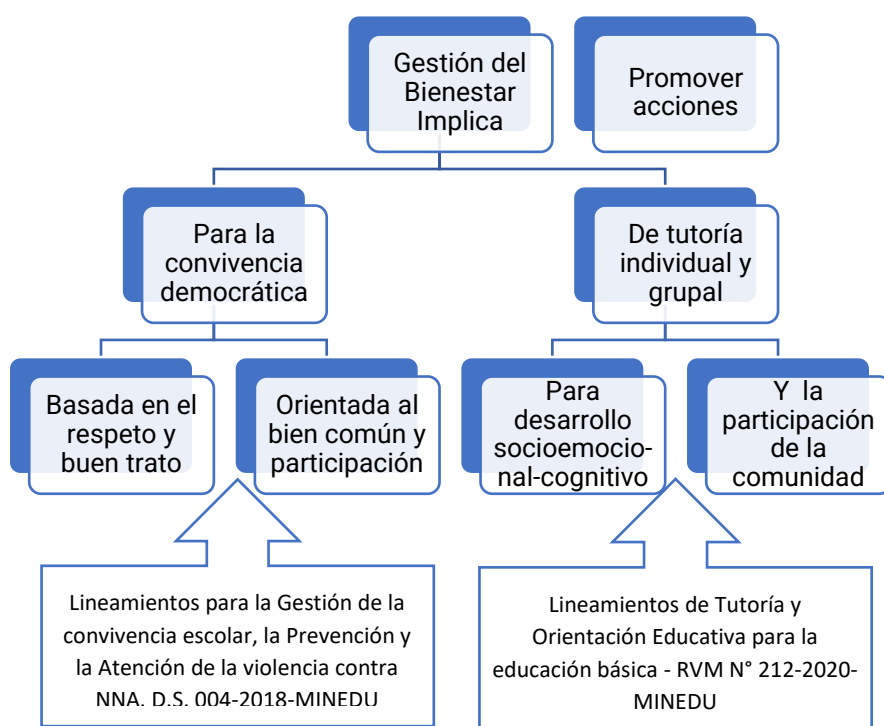 Gestión del
Bienestar
Implica
Promover
acciones
Para la
convivencia
democrática
De tutoría
individual y
grupal
Basada en el
respeto y
buen trato
Orientada al
bien común y
participación
Para
desarrollo
socioemocio-
nal-cognitivo
Y la
participación
de la
comunidad
Lineamientos para la Gestión de la
convivencia escolar, la Prevención y
la Atención de la violencia contra
NNA. D.S. 004-2018-MINEDU
Lineamientos de Tutoría y
Orientación Educativa para la
educación básica - RVM N° 212-2020-
MINEDU